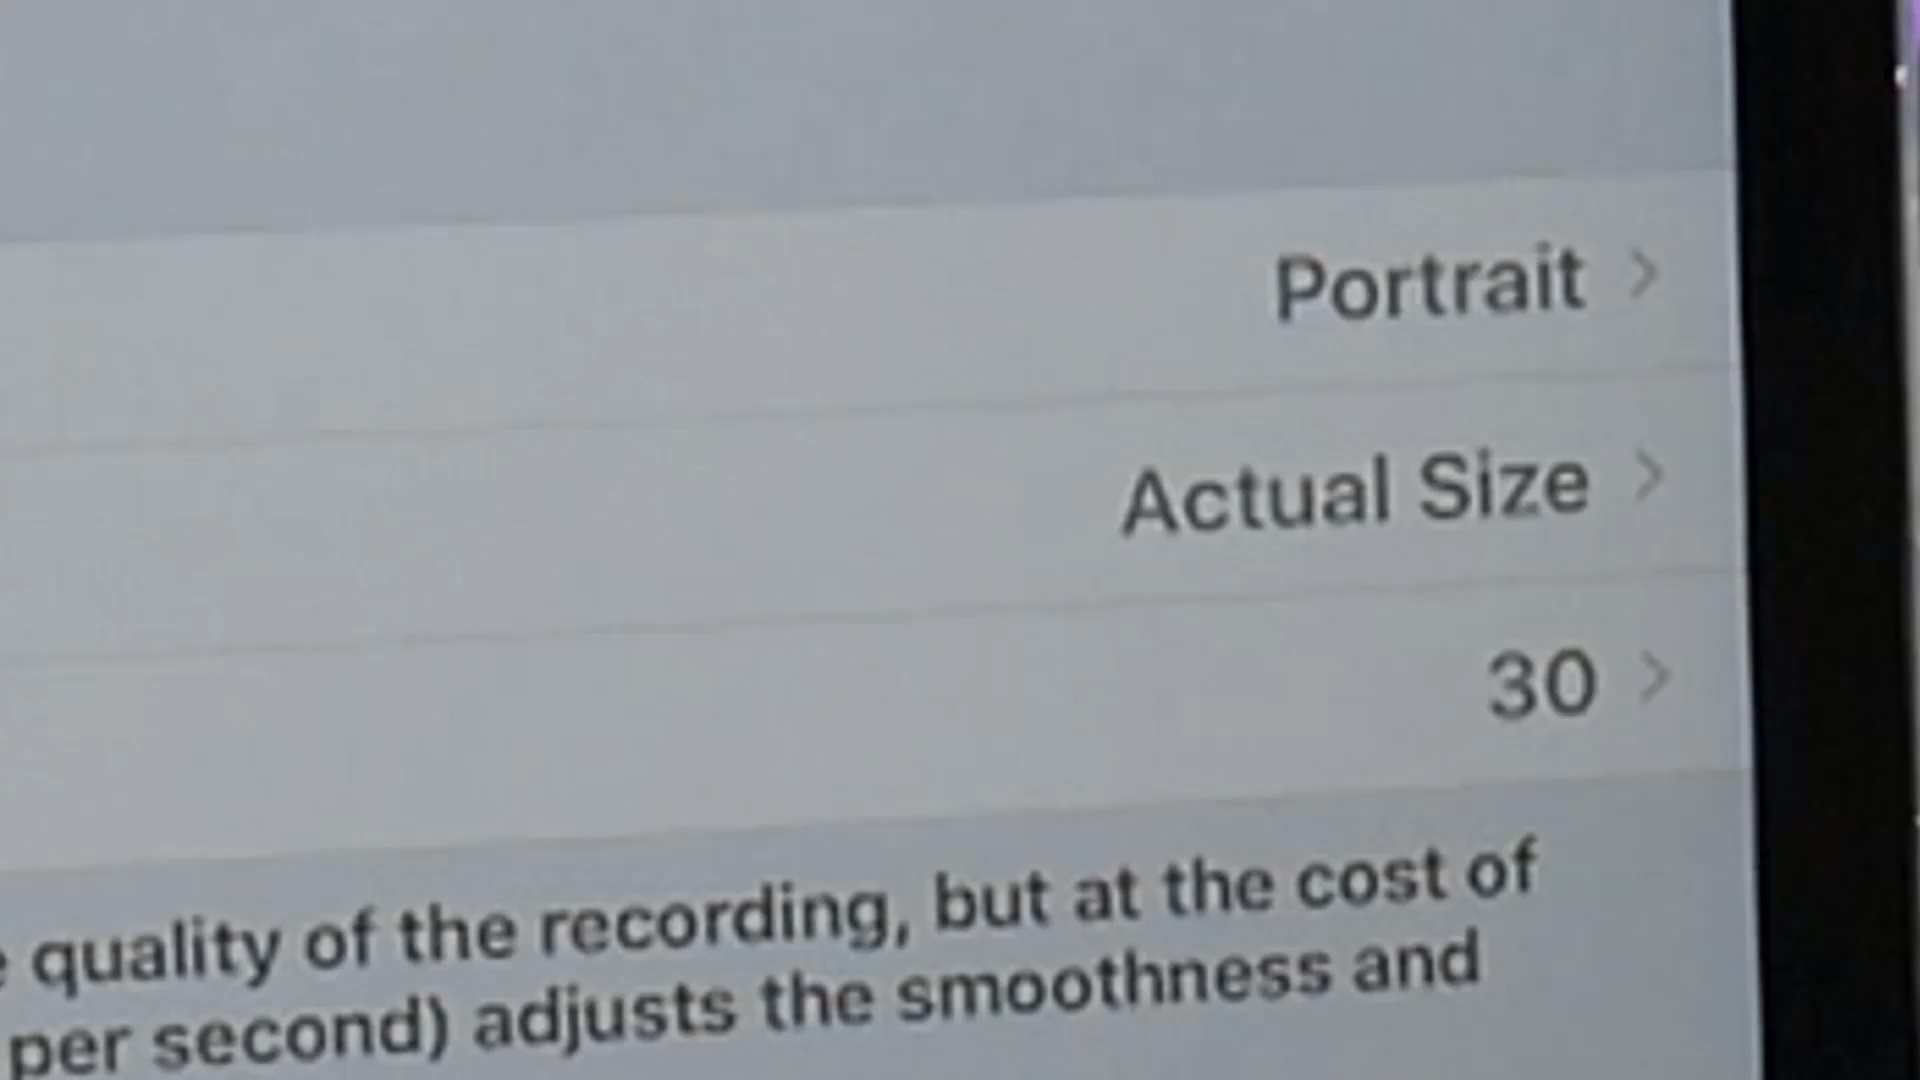 Portrait
Actual Size
30
quality of the recording, but at the cost of
per second) adjusts the smoothness and